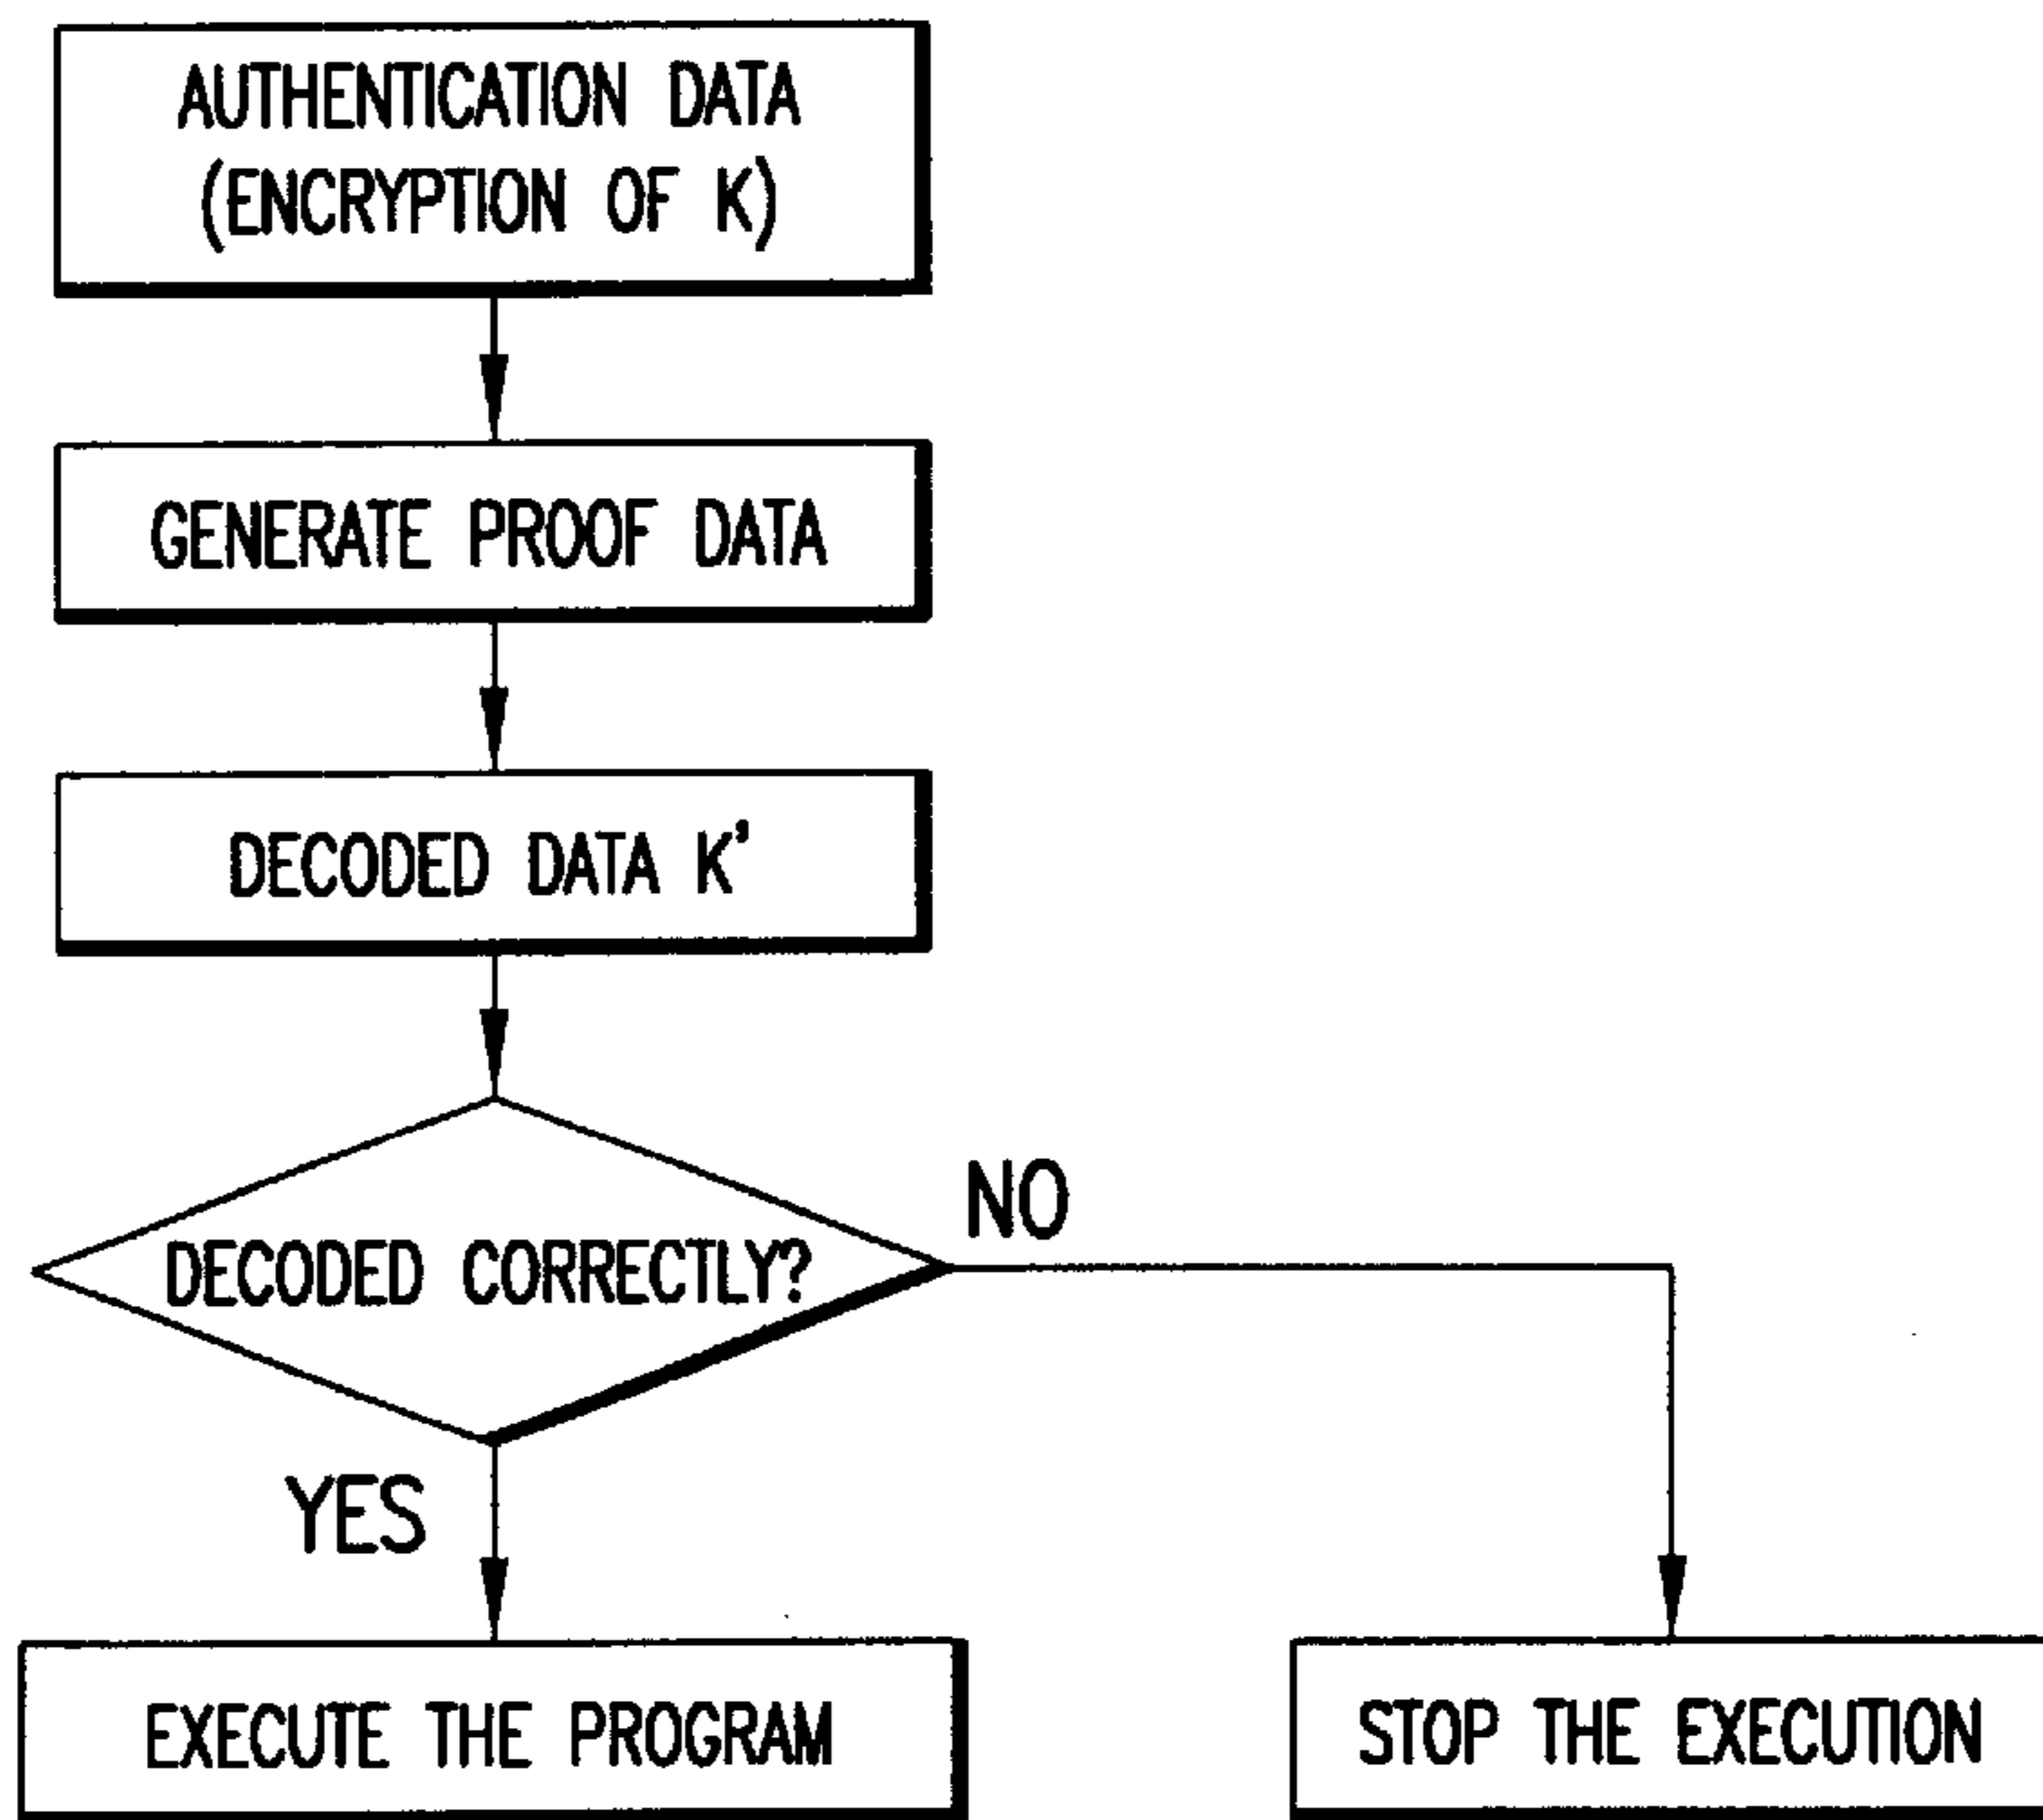 AUTHENTICATION DATA
(ENCRYPTION OF K)
GENERATE PROOF DATA
DECODED DATA K'
DECODED CORRECTLY?
NO
YES
EXECUTE THE PROGRAM
STOP THE EXECUTION